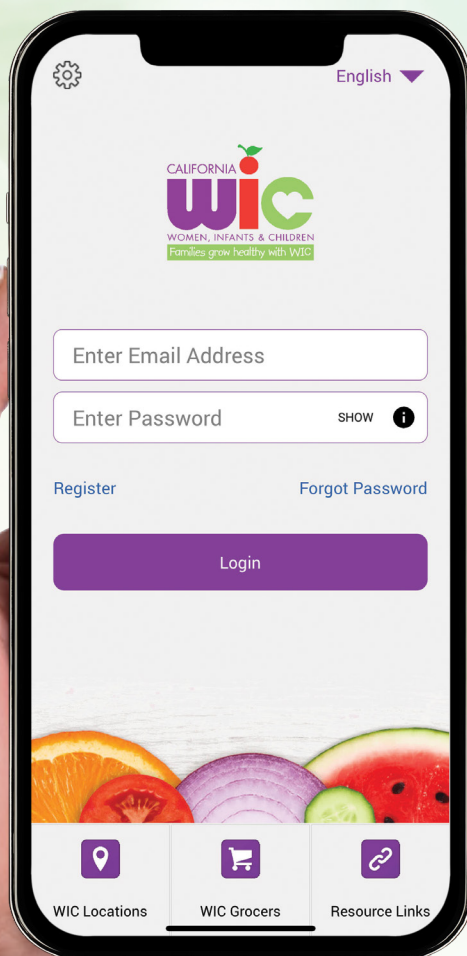 English
CALIFORNIA
wic
WOMEN, INFANTS & CHILDREN
Families grow healthy with WIC
Enter Email Address
Enter Password SHOW i
Register Forgot Password
Login
WIC Locations WIC Grocers Resource Links